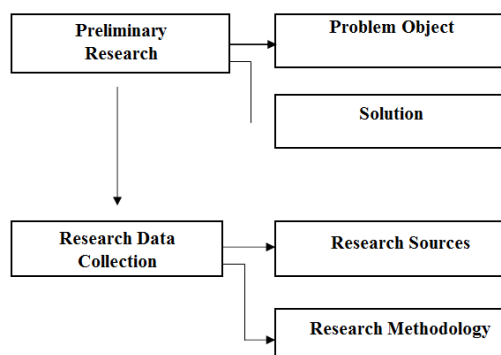 Preliminary
Research
Problem Object
Solution
Research Data
Collection
Research Sources
Research Methodology